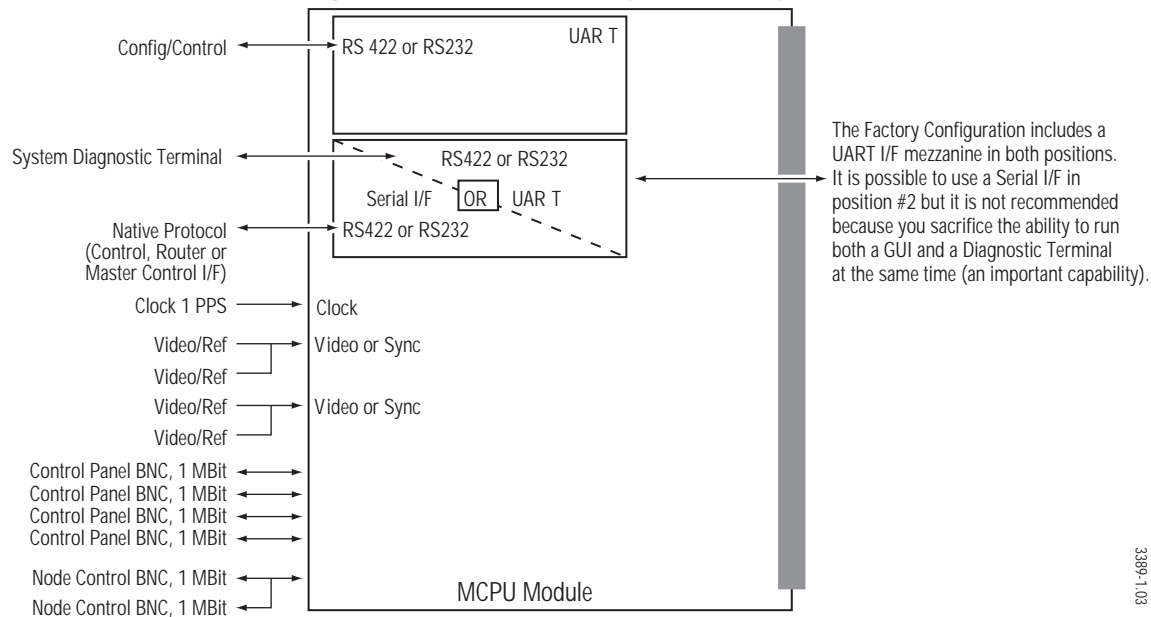 Config/Control
RS 422 or RS232
UAR T
System Diagnostic Terminal
RS422 or RS232
Serial I/F
OR
UAR T
Native Protocol
(Control, Router or
Master Control I/F)
RS422 or RS232
The Factory Configuration includes a
UART I/F mezzanine in both positions.
It is possible to use a Serial I/F in
position #2 but it is not recommended
because you sacrifice the ability to run
both a GUI and a Diagnostic Terminal
at the same time (an important capability).
Clock 1 PPS
Clock
Video/Ref
Video or Sync
Video/Ref
Video/Ref
Video or Sync
Video/Ref
Control Panel BNC, 1 MBit
Control Panel BNC, 1 MBit
Control Panel BNC, 1 MBit
Control Panel BNC, 1 MBit
Node Control BNC, 1 MBit
Node Control BNC, 1 MBit
MCPU Module
3389-1.03